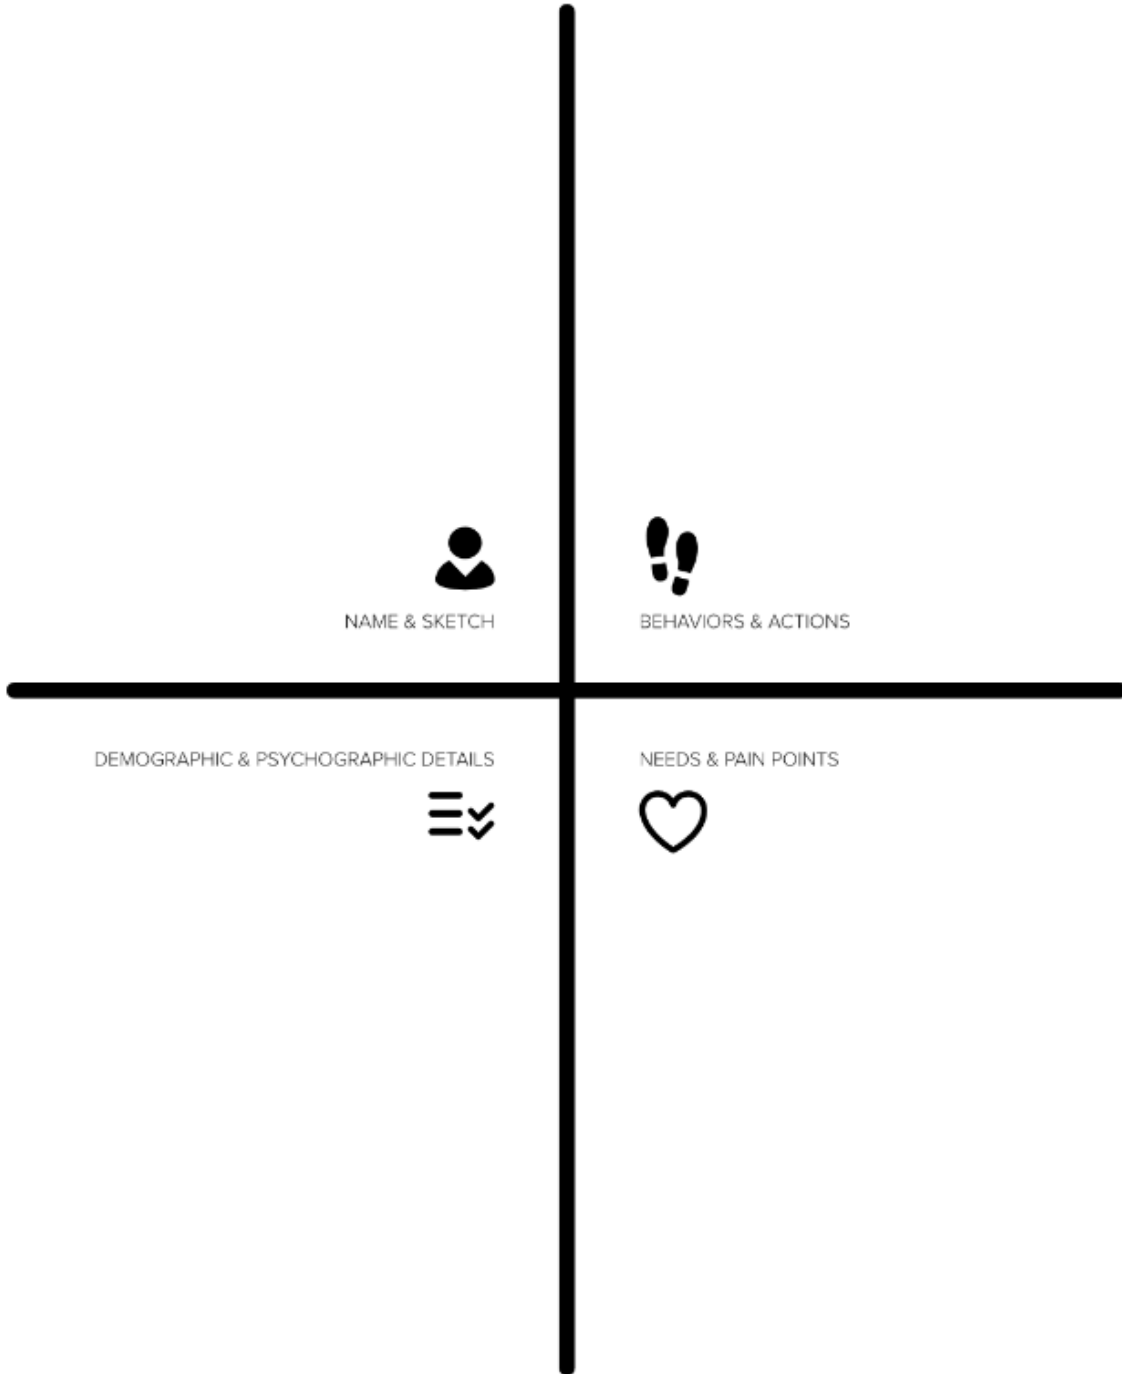 NAME & SKETCH
BEHAVIORS & ACTIONS
DEMOGRAPHIC & PSYCHOGRAPHIC DETAILS
NEEDS & PAIN POINTS